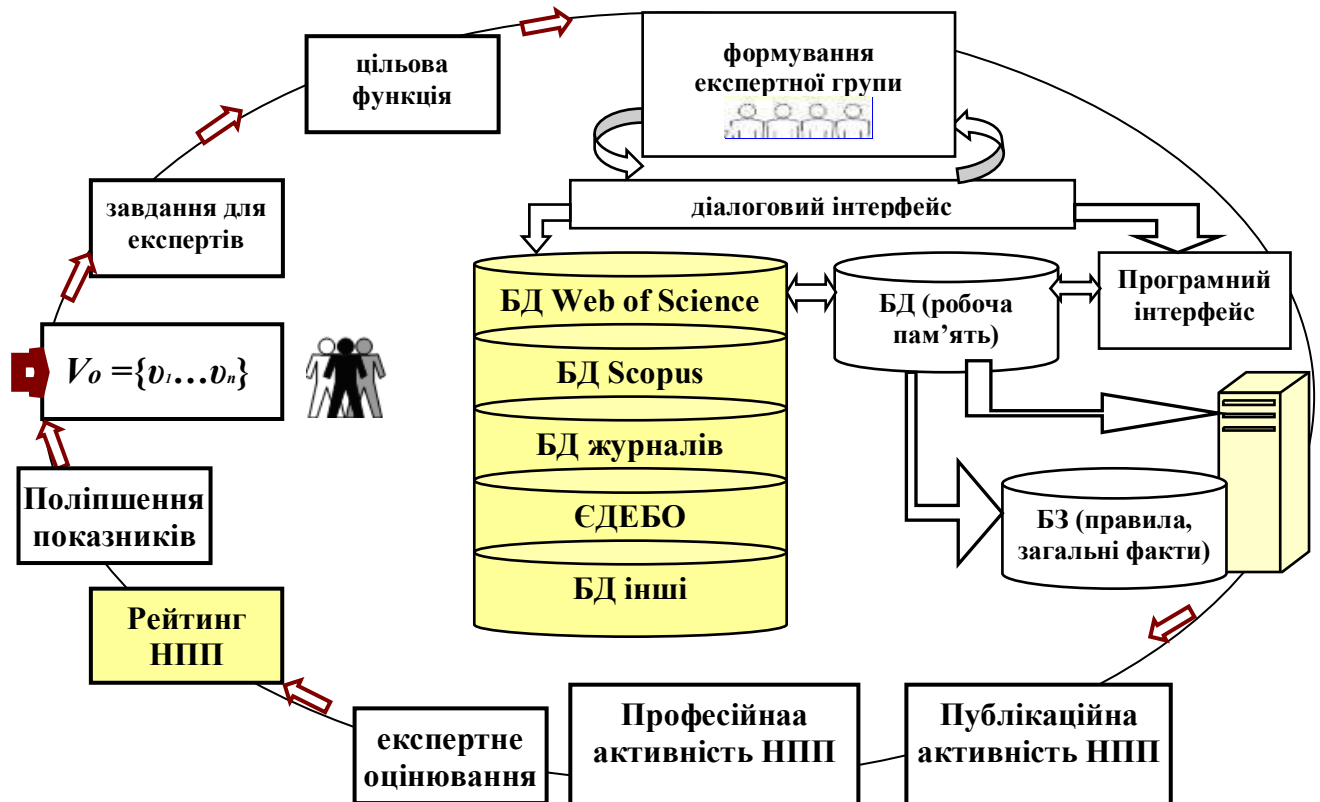 цільова
функція
формування
експертної групи
завдання для
експертів
діалоговий інтерфейс
БД Web of Science
БД Scopus
БД журналів
ЄДЕБО
БД інші
БД (робоча
пам’ять)
Програмний
інтерфейс
Vo ={υ1…υn}
БЗ (правила,
загальні факти)
Поліпшення
показників
Рейтинг
НПП
експертне
оцінювання
Професійнаа
активність НПП
Публікаційна
активність НПП